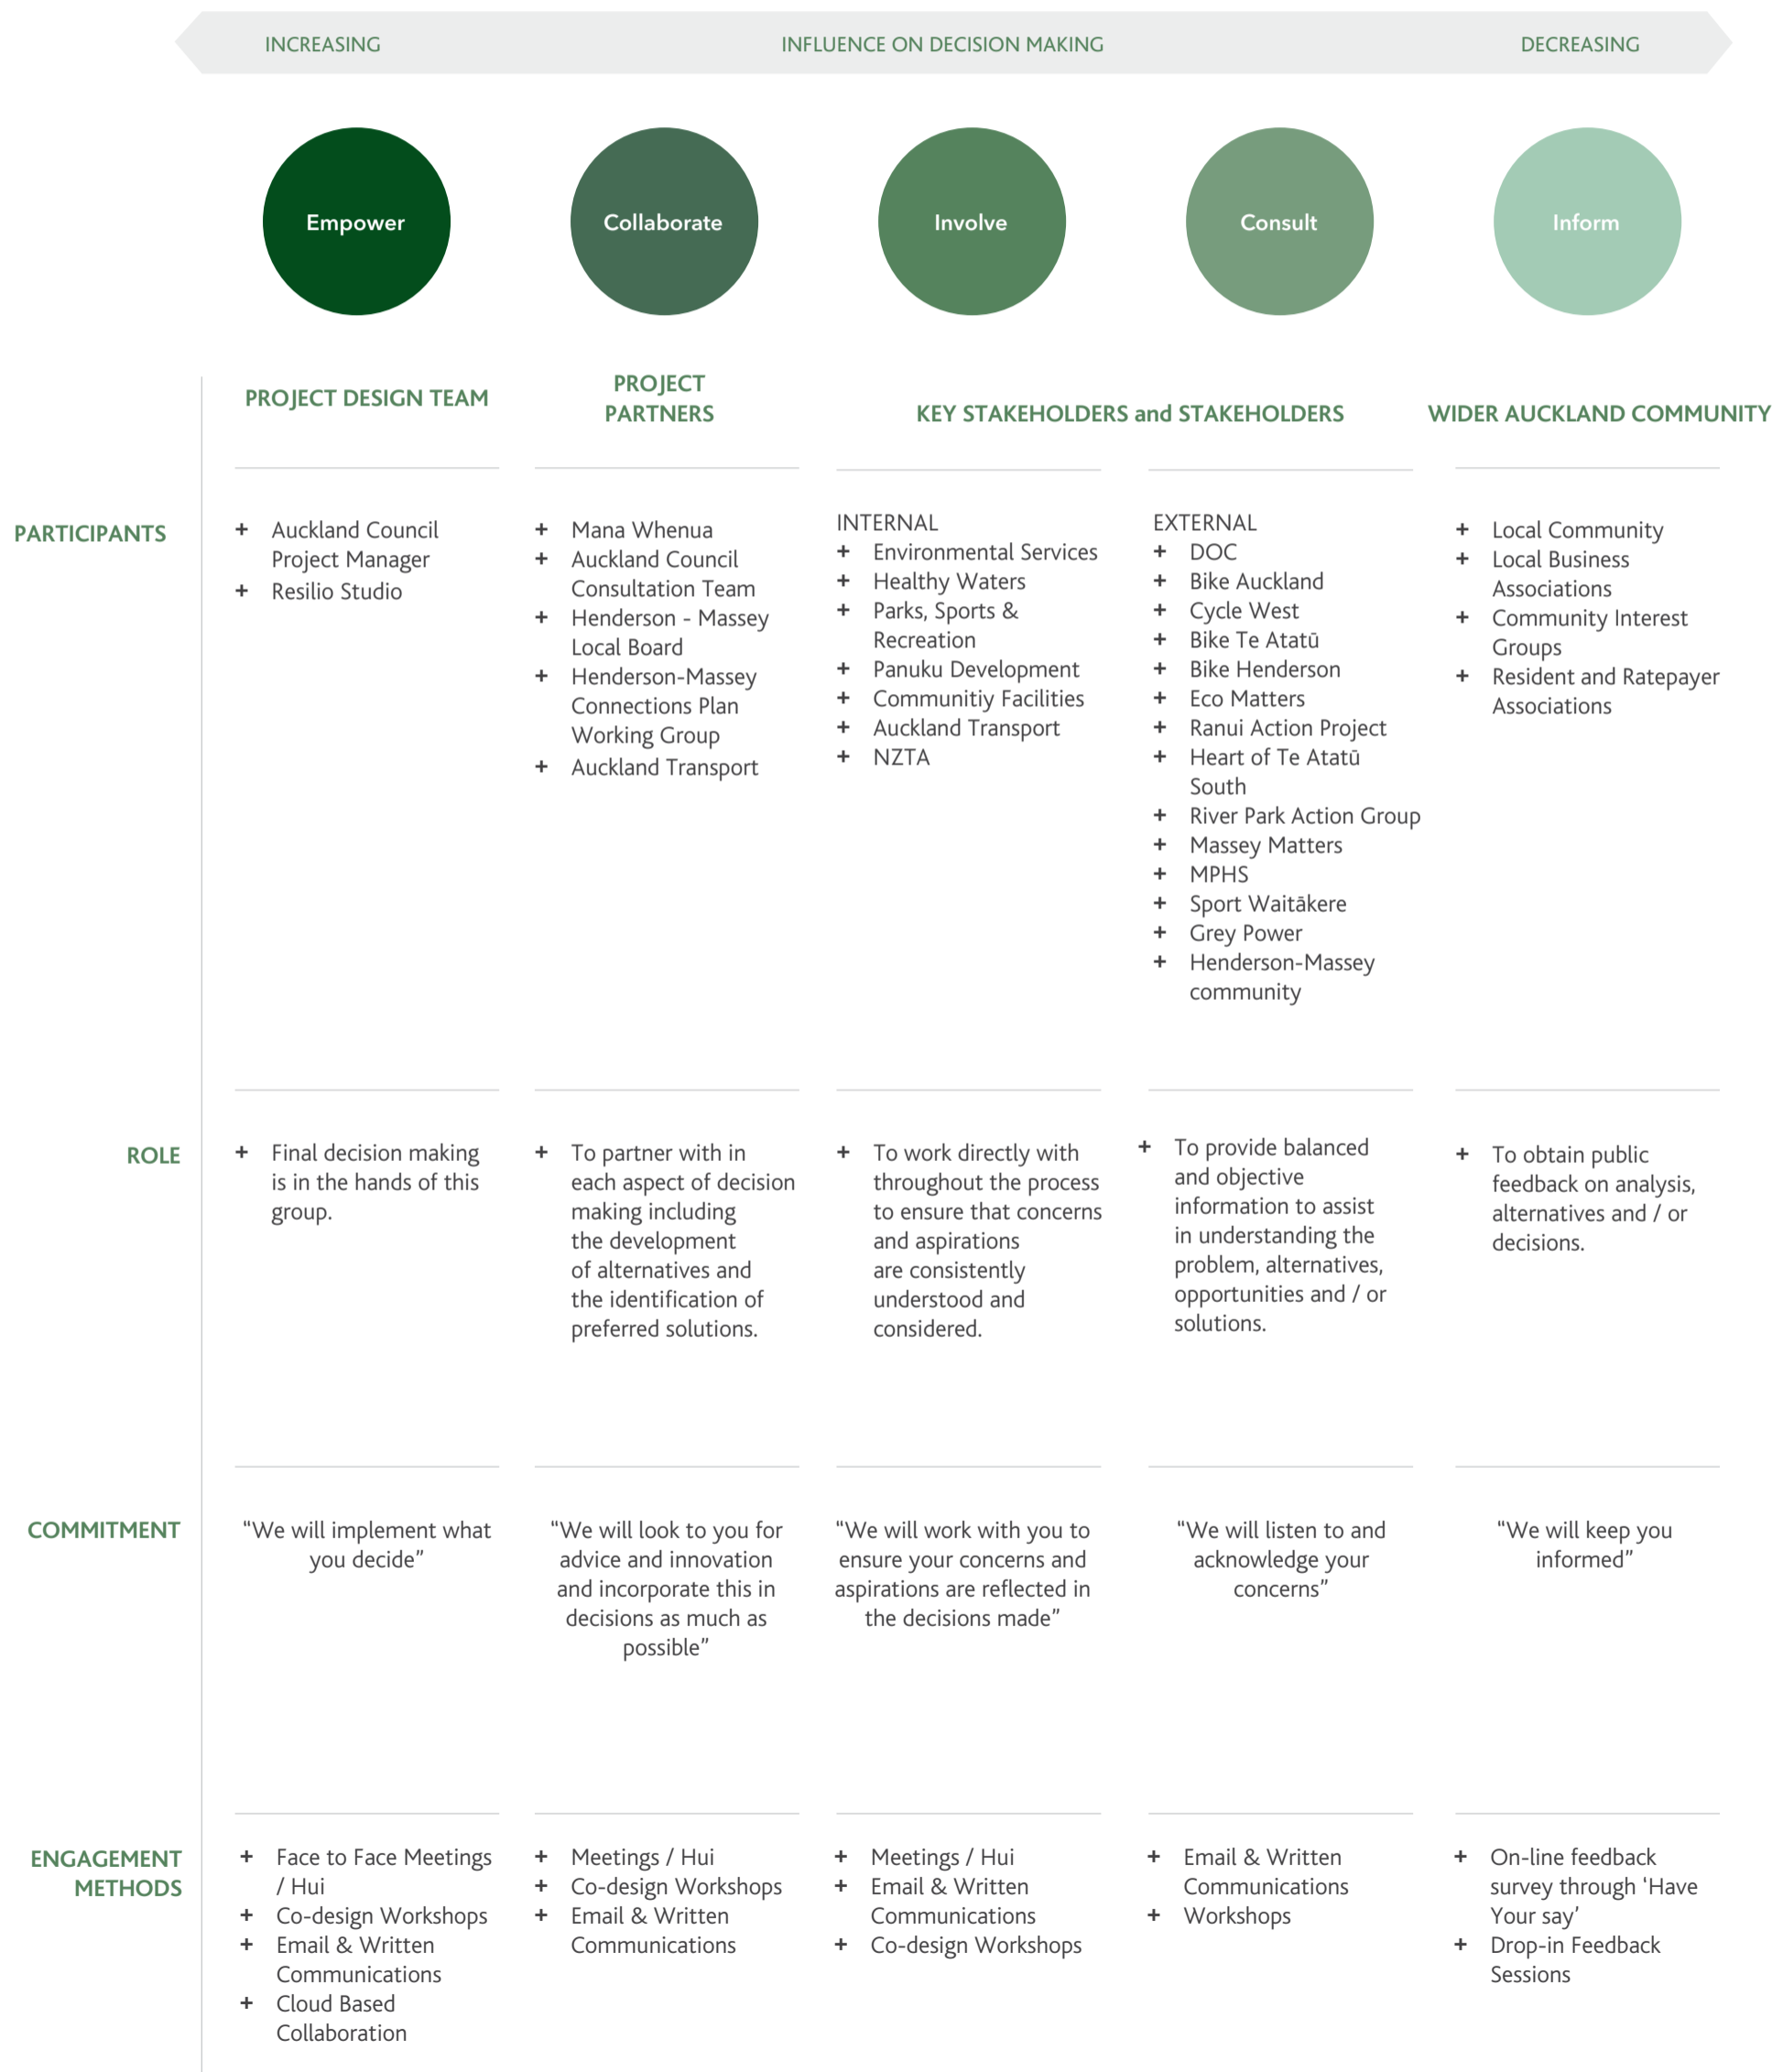 INCREASING
INFLUENCE ON DECISION MAKING
DECREASING
Empower
Collaborate
Involve
Consult
Inform
PROJECT DESIGN TEAM
PROJECT
PARTNERS
KEY STAKEHOLDERS and STAKEHOLDERS
WIDER AUCKLAND COMMUNITY
PARTICIPANTS
+ Auckland Council
Project Manager
+ Resilio Studio
+ Mana Whenua
+ Auckland Council
Consultation Team
+ Henderson - Massey
Local Board
+ Henderson-Massey
Connections Plan
Working Group
+ Auckland Transport
INTERNAL
+ Environmental Services
+ Healthy Waters
+ Parks, Sports &
Recreation
+ Panuku Development
+ Communitiy Facilities
+ Auckland Transport
+ NZTA
EXTERNAL
+ DOC
+ Bike Auckland
+ Cycle West
+ Bike Te Atatū
+ Bike Henderson
+ Eco Matters
+ Ranui Action Project
+ Heart of Te Atatū
South
+ River Park Action Group
+ Massey Matters
+ MPHS
+ Sport Waitākere
+ Grey Power
+ Henderson-Massey
community
+ Local Community
+ Local Business
Associations
+ Community Interest
Groups
+ Resident and Ratepayer
Associations
ROLE
+ Final decision making
is in the hands of this
group.
+ To partner with in
each aspect of decision
making including
the development
of alternatives and
the identification of
preferred solutions.
+ To work directly with
throughout the process
to ensure that concerns
and aspirations
are consistently
understood and
considered.
+ To provide balanced
and objective
information to assist
in understanding the
problem, alternatives,
opportunities and / or
solutions.
+ To obtain public
feedback on analysis,
alternatives and / or
decisions.
COMMITMENT
“We will implement what
you decide”
“We will look to you for
advice and innovation
and incorporate this in
decisions as much as
possible”
“We will work with you to
ensure your concerns and
aspirations are reflected in
the decisions made”
“We will listen to and
acknowledge your
concerns”
“We will keep you
informed”
ENGAGEMENT
METHODS
+ Face to Face Meetings
/ Hui
+ Co-design Workshops
+ Email & Written
Communications
+ Cloud Based
Collaboration
+ Meetings / Hui
+ Co-design Workshops
+ Email & Written
Communications
+ Meetings / Hui
+ Email & Written
Communications
+ Co-design Workshops
+ Email & Written
Communications
+ Workshops
+ On-line feedback
survey through ‘Have
Your say’
+ Drop-in Feedback
Sessions